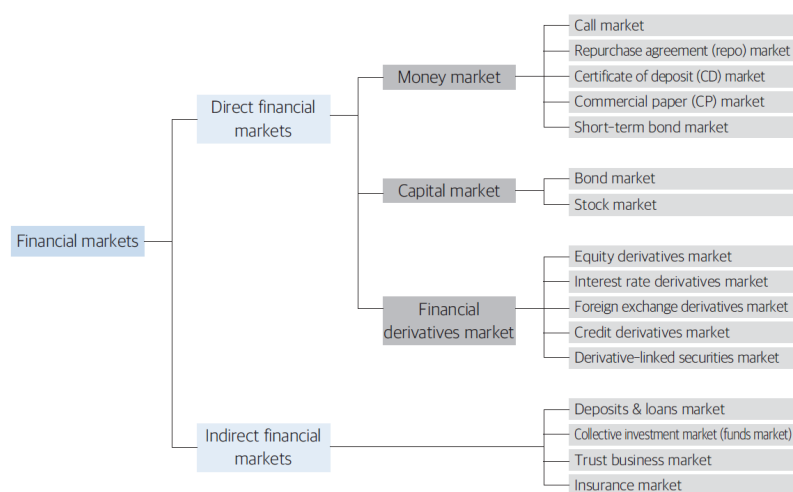 Financial markets
Direct financial
markets
Indirect financial
markets
Money market
Capital market
Financial
derivatives market
Call market
Repurchase agreement (repo) market
Certificate of deposit (CD) market
Commercial paper (CP) market
Short-term bond market
Bond market
Stock market
Equity derivatives market
Interest rate derivatives market
Foreign exchange derivatives market
Credit derivatives market
Derivative-linked securities market
Deposits & loans market
Collective investment market (funds market)
Trust business market
Insurance market